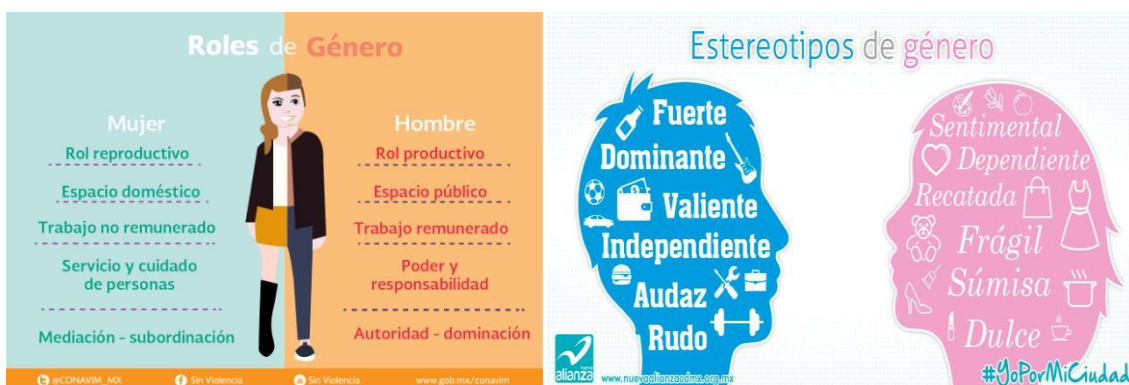 Roles de Género
Mujer
Rol reproductivo
Espacio doméstico
Trabajo no remunerado
Servicio y cuidado
de personas
Mediación - subordinación
Hombre
Rol productivo
Espacio público
Trabajo remunerado
Poder y
responsabilidad
Autoridad - dominación
@CONAVIM_MX
Sin Violencia
Sin Violencia
www.gob.mx/conavim
Estereotipos de género
Fuerte
Dominante
Valiente
Independiente
Audaz
Rudo
Sentimental
Dependiente
Recatada
Frágil
Súmisa
Dulce
nueva
alianza
www.nuevaalianzacdmx.org.mx
#YoPorMiCiudad